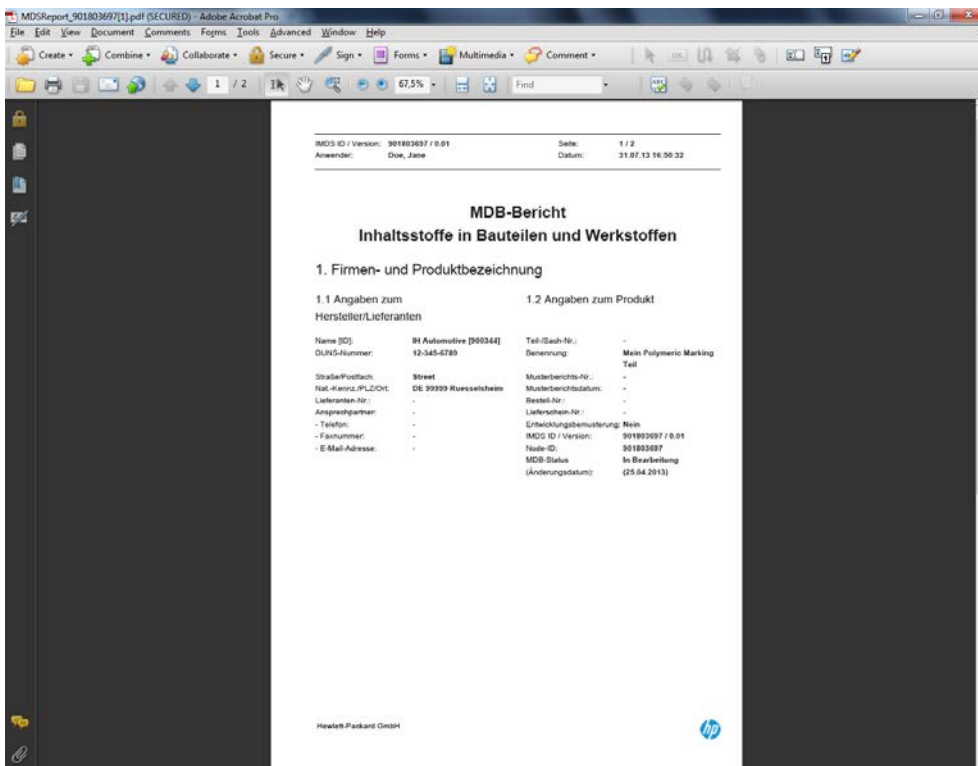 MDSReport_901803697[1].pdf (SECURED) - Adobe Acrobat Pro
File Edit View Document Comments Forms Tools Advanced Window Help
Create Combine Collaborate Secure Sign Forms Multimedia Comment
1 / 2 67,5% Find
IMDS ID / Version: 901803697 / 0.01 Seite: 1 / 2
Anwender: Doe, Jane Datum: 31.07.13 16:50:32
MDB-Bericht
Inhaltsstoffe in Bauteilen und Werkstoffen
1. Firmen- und Produktbezeichnung
1.1 Angaben zum 1.2 Angaben zum Produkt
Hersteller/Lieferanten
Name [ID]: IH Automotive [900344] Teil-/Sach-Nr.: -
DUNS-Nummer: 12-345-6789 Benennung: Mein Polymeric Marking
Teil
Straße/Postfach: Street Musterberichts-Nr.: -
Nat.-Kennz./PLZ/Ort: DE 99999 Ruesselsheim Musterberichtsdatum: -
Lieferanten-Nr.: - Bestell-Nr.: -
Ansprechpartner: - Lieferschein-Nr.: -
- Telefon: - Entwicklungsbemusterung: Nein
- Faxnummer: - IMDS ID / Version: 901803697 / 0.01
- E-Mail-Adresse: - Node-ID: 901803697
MDB-Status In Bearbeitung
(Änderungsdatum): (25.04.2013)
Hewlett-Packard GmbH hp